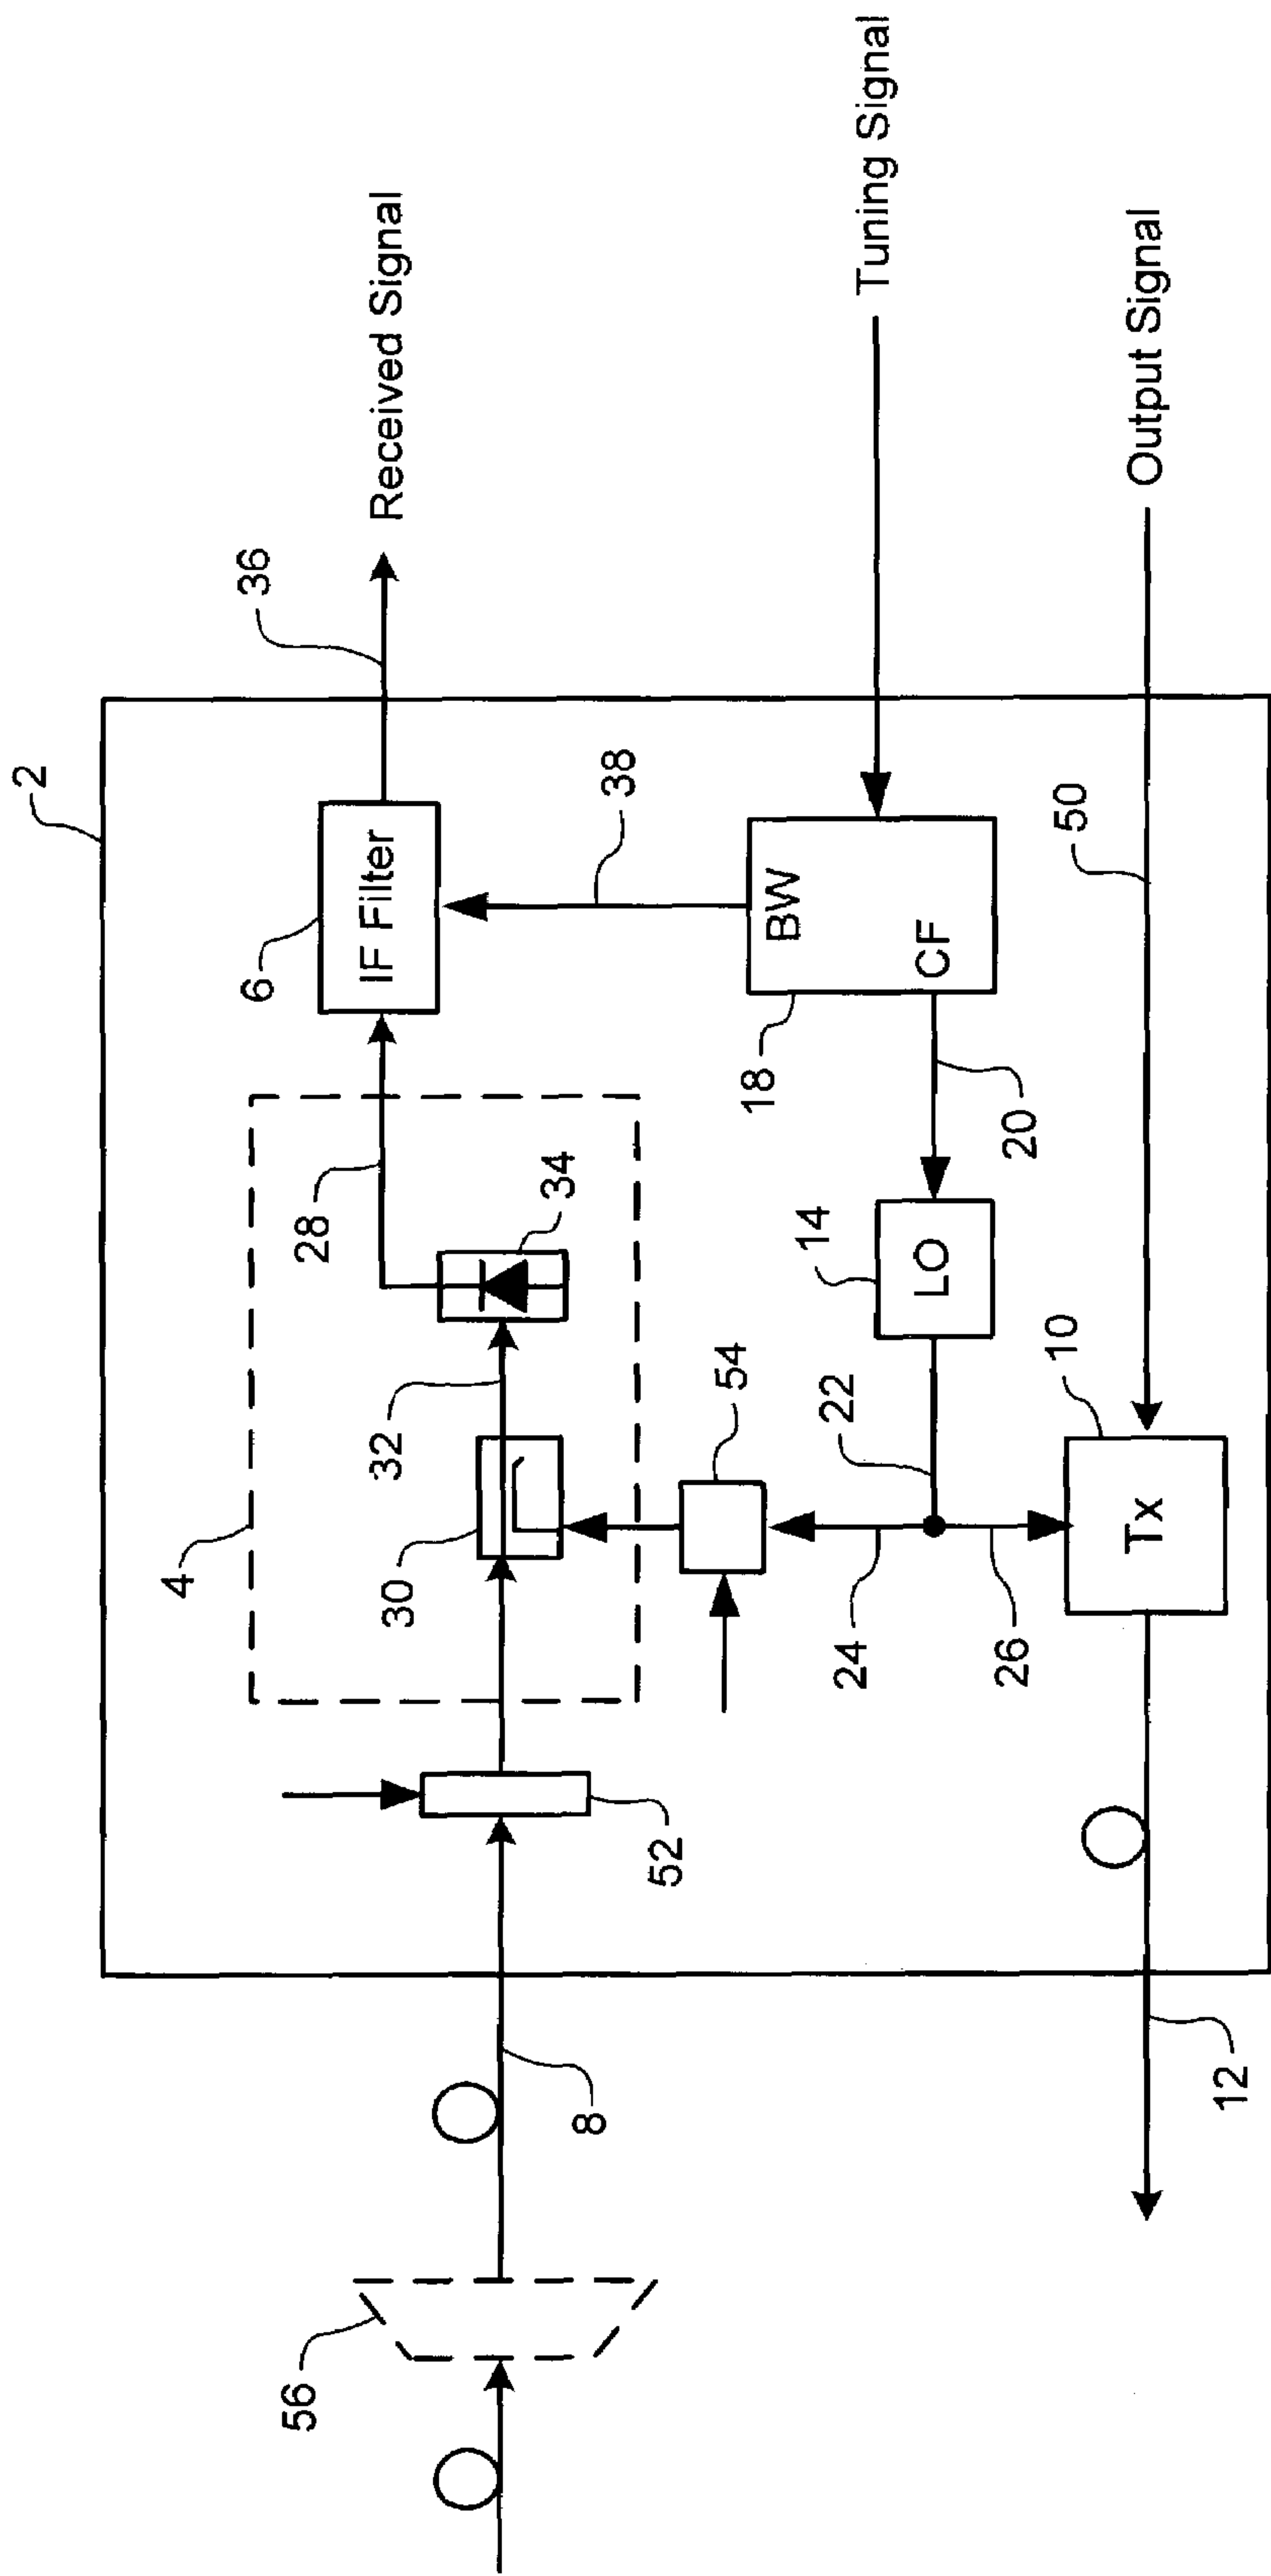 2
36
Received Signal
6
IF Filter
4
28
34
32
30
38
Tuning Signal
BW
CF
18
20
14
LO
54
22
24
26
52
56
8
10
Tx
50
Output Signal
12